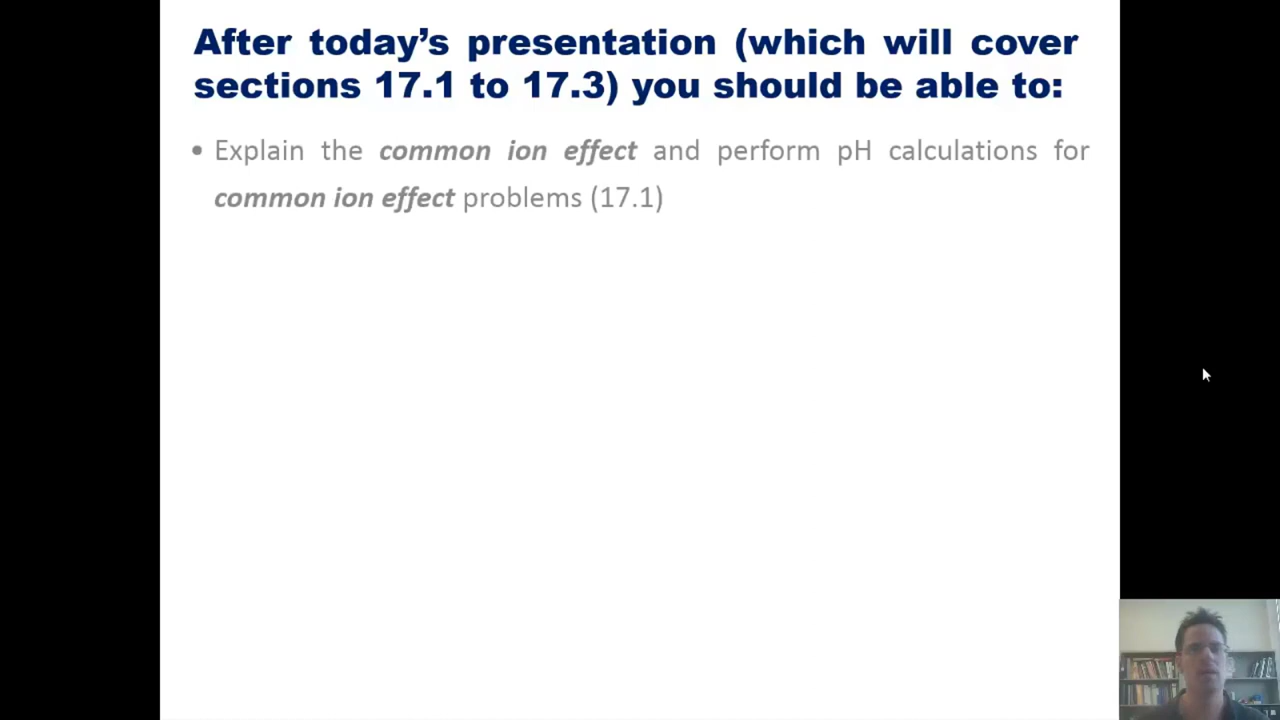 After today’s presentation (which will cover
sections 17.1 to 17.3) you should be able to:
• Explain the common ion effect and perform pH calculations for
common ion effect problems (17.1)